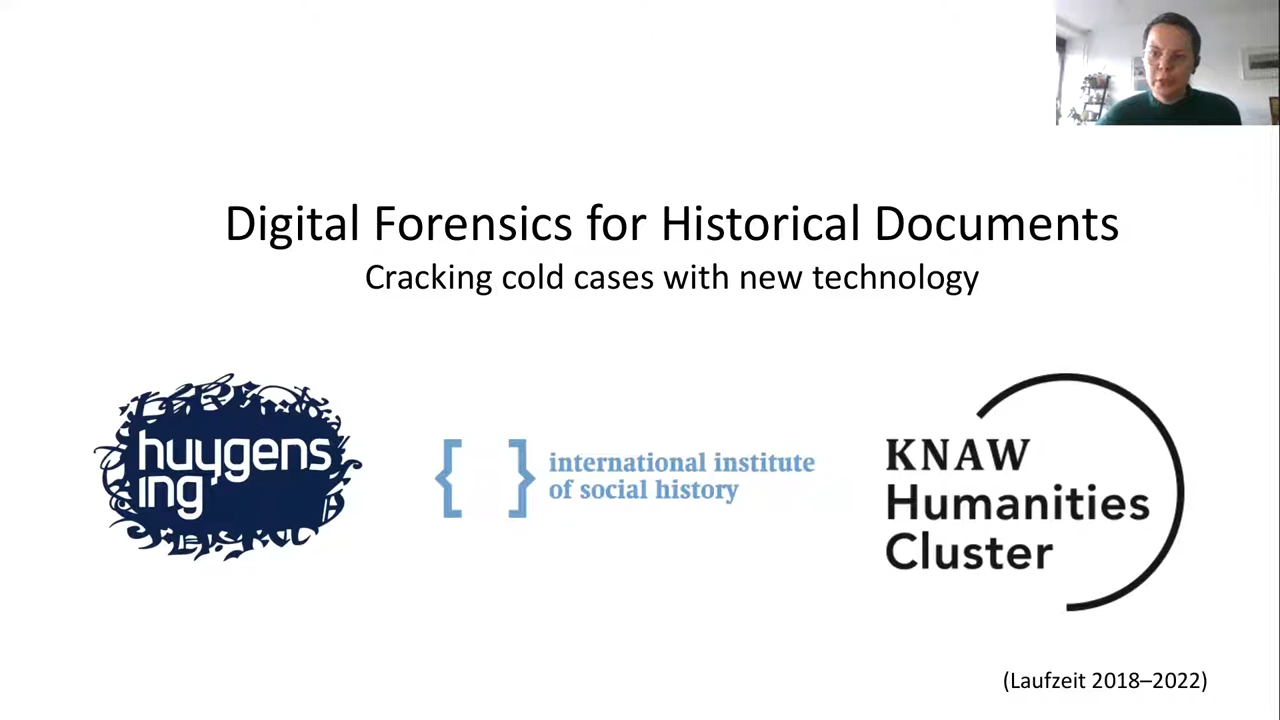 Digital Forensics for Historical Documents
Cracking cold cases with new technology
huygens
ing
international institute
of social history
KNAW
Humanities
Cluster
(Laufzeit 2018–2022)